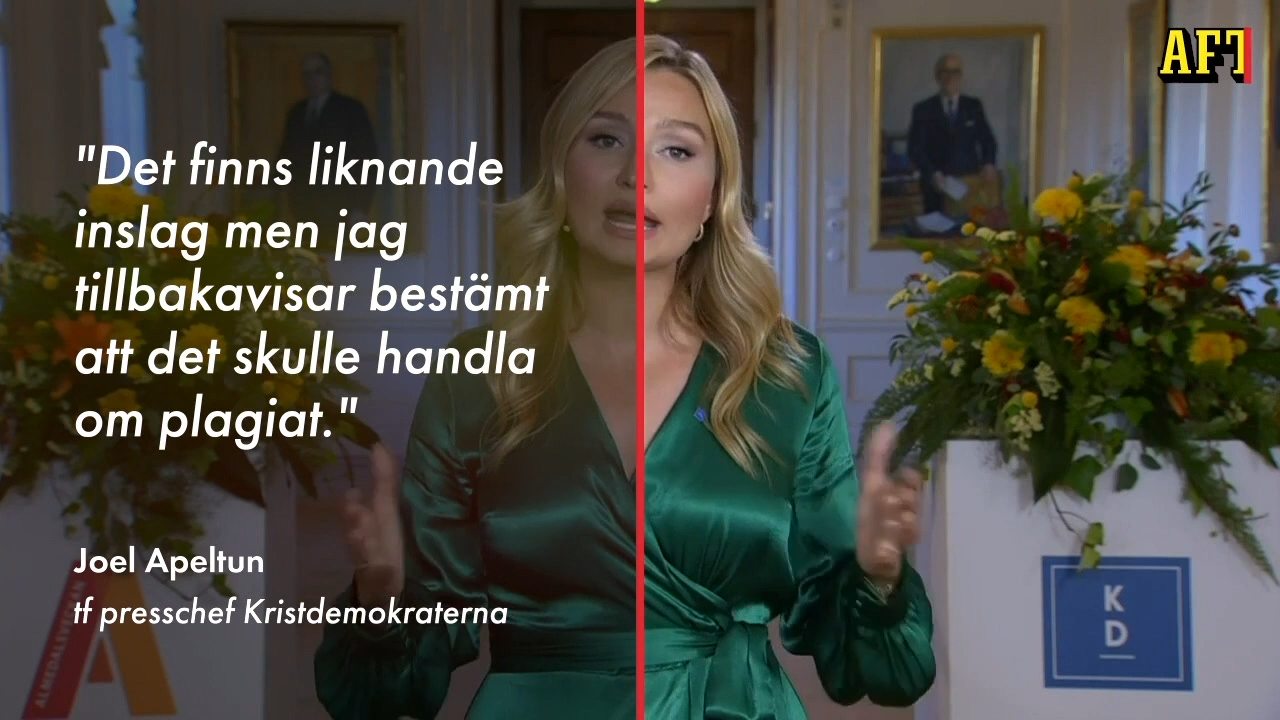 AFT
"Det finns liknande
inslag men jag
tillbakavisar bestämt
att det skulle handla
om plagiat."
Joel Apeltun
tf presschef Kristdemokraterna
ALMEDALSVECKAN
K
D